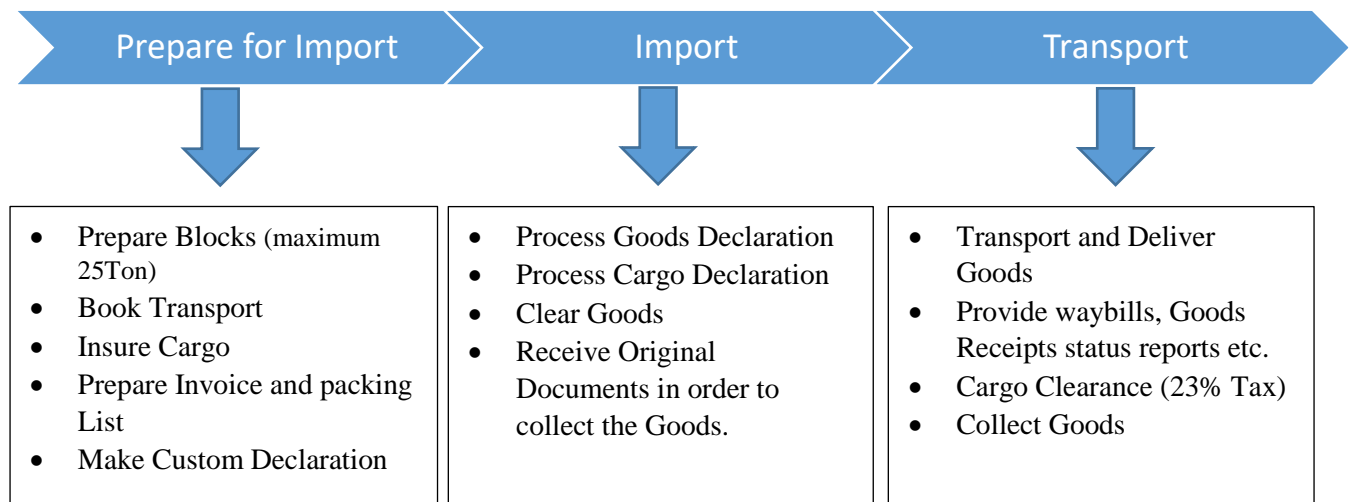 Prepare for Import
Import
Transport
• Prepare Blocks (maximum
25Ton)
• Book Transport
• Insure Cargo
• Prepare Invoice and packing
List
• Make Custom Declaration
• Process Goods Declaration
• Process Cargo Declaration
• Clear Goods
• Receive Original
Documents in order to
collect the Goods.
• Transport and Deliver
Goods
• Provide waybills, Goods
Receipts status reports etc.
• Cargo Clearance (23% Tax)
• Collect Goods